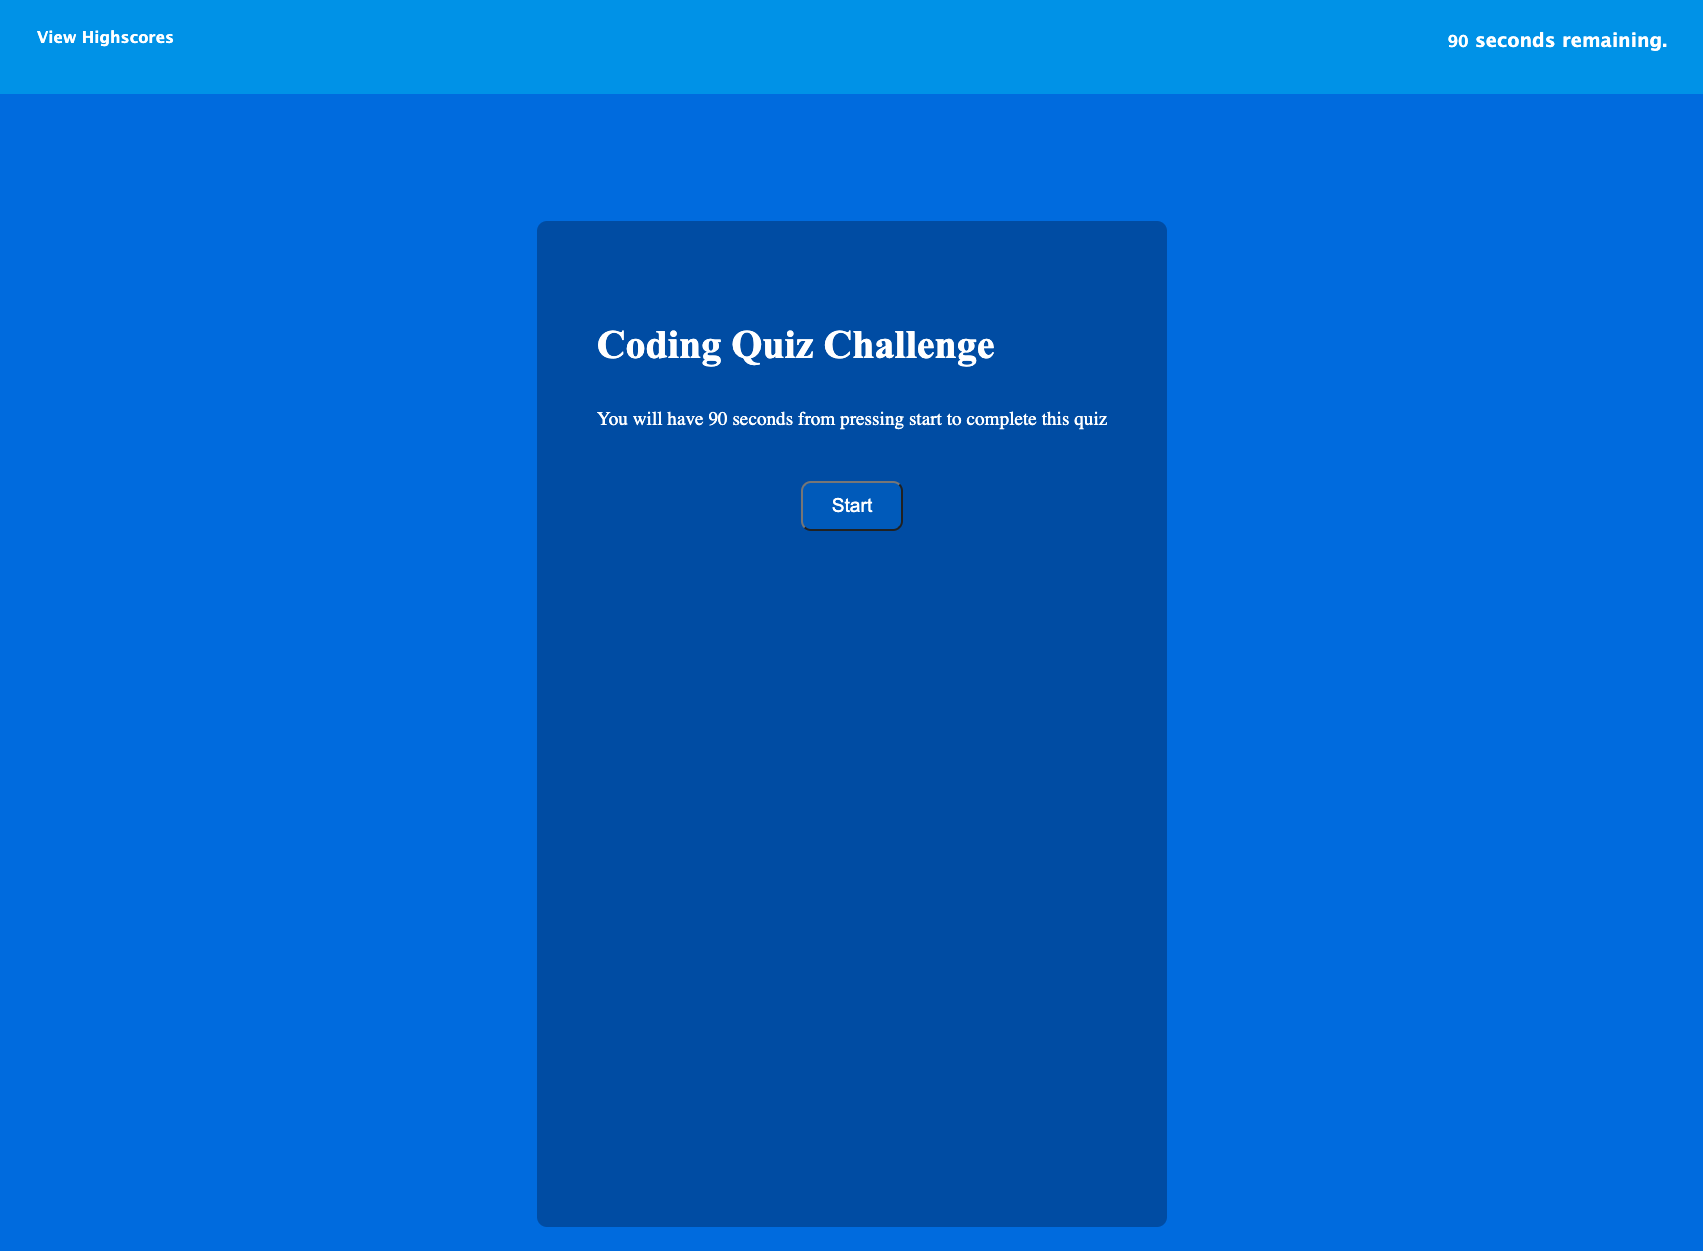 View Highscores
90 seconds remaining.
Coding Quiz Challenge
You will have 90 seconds from pressing start to complete this quiz
Start